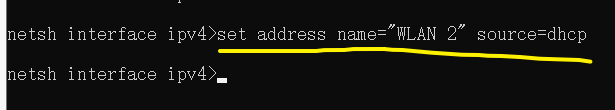 netsh interface ipv4>set address name="WLAN 2" source=dhcp
netsh interface ipv4>